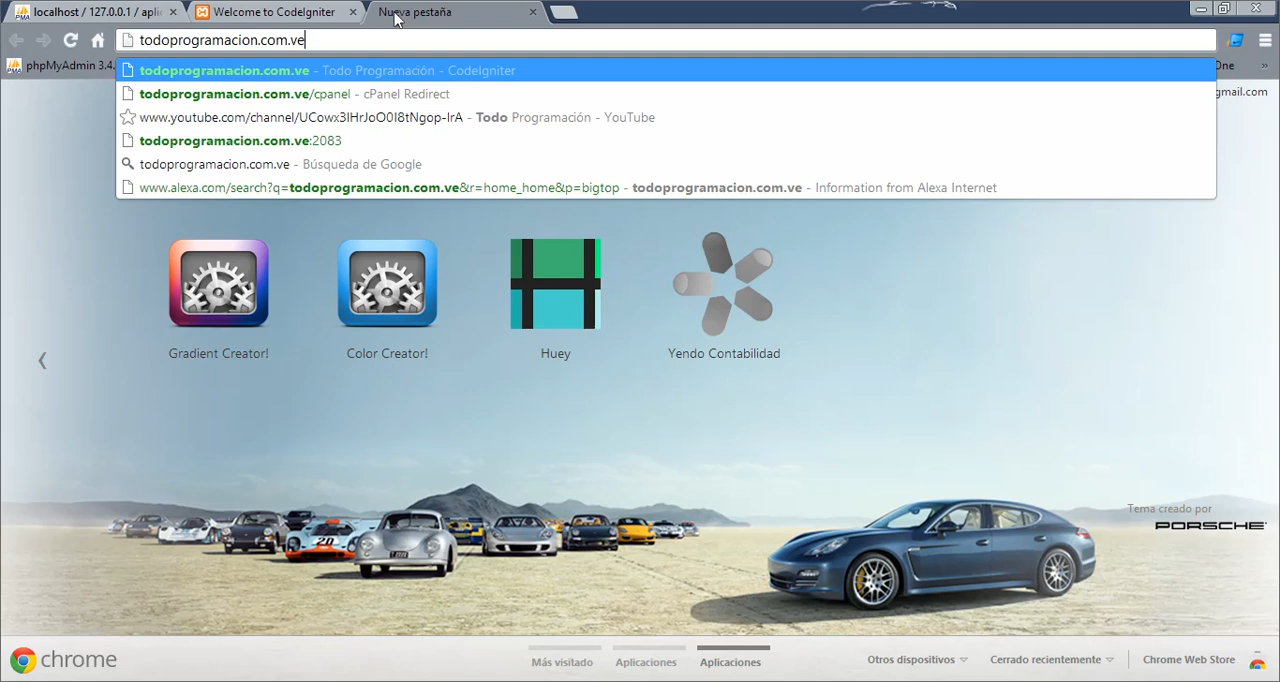 localhost / 127.0.0.1 / aplic
Welcome to CodeIgniter
Nueva pestaña
todoprogramacion.com.ve
phpMyAdmin 3.4.
One
todoprogramacion.com.ve - Todo Programación - CodeIgniter
todoprogramacion.com.ve/cpanel - cPanel Redirect
gmail.com
www.youtube.com/channel/UCowx3IHrJoO0I8tNgop-IrA - Todo Programación - YouTube
todoprogramacion.com.ve:2083
todoprogramacion.com.ve - Búsqueda de Google
www.alexa.com/search?q=todoprogramacion.com.ve&r=home_home&p=bigtop - todoprogramacion.com.ve - Information from Alexa Internet
Gradient Creator!
Color Creator!
Huey
Yendo Contabilidad
Tema creado por
PORSCHE
20
chrome
Más visitado
Aplicaciones
Aplicaciones
Otros dispositivos
Cerrado recientemente
Chrome Web Store